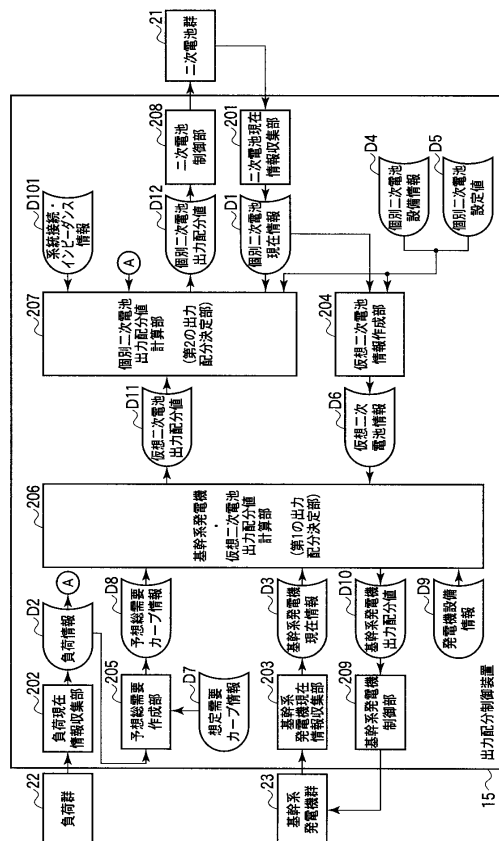 22
負荷群
202
負荷現在
情報収集部
D2
負荷情報
A
205
予想総需要
作成部
D8
予想総需要
カーブ情報
D7
想定需要
カーブ情報
23
基幹系
発電機群
203
基幹系
発電機現在
情報収集部
D3
基幹系発電機
現在情報
209
基幹系発電機
制御部
D10
基幹系発電機
出力配分値
D9
発電機設備
情報
15
出力配分制御装置
206
基幹系発電機
・
仮想二次電池
出力配分値
計算部
(第1の出力
配分決定部)
D11
仮想二次電池
出力配分値
D6
仮想二次
電池情報
207
個別二次電池
出力配分値
計算部
(第2の出力
配分決定部)
204
仮想二次電池
情報作成部
D101
系統接続・
インピーダンス
情報
A
D12
個別二次電池
出力配分値
208
二次電池
制御部
D1
個別二次電池
現在情報
201
二次電池現在
情報収集部
21
二次電池群
D4
個別二次電池
設備情報
D5
個別二次電池
設定値